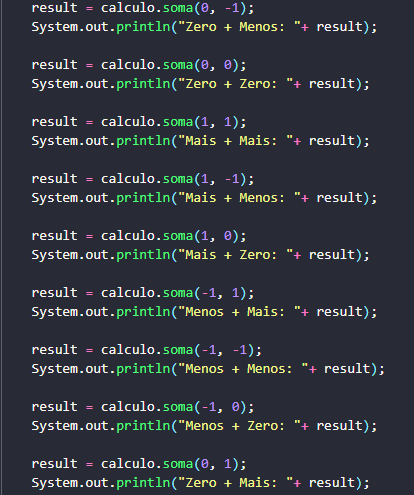 result = calculo.soma(0, -1);
System.out.println("Zero + Menos: "+ result);
result = calculo.soma(0, 0);
System.out.println("Zero + Zero: "+ result);
result = calculo.soma(1, 1);
System.out.println("Mais + Mais: "+ result);
result = calculo.soma(1, -1);
System.out.println("Mais + Menos: "+ result);
result = calculo.soma(1, 0);
System.out.println("Mais + Zero: "+ result);
result = calculo.soma(-1, 1);
System.out.println("Menos + Mais: "+ result);
result = calculo.soma(-1, -1);
System.out.println("Menos + Menos: "+ result);
result = calculo.soma(-1, 0);
System.out.println("Menos + Zero: "+ result);
result = calculo.soma(0, 1);
System.out.println("Zero + Mais: "+ result);